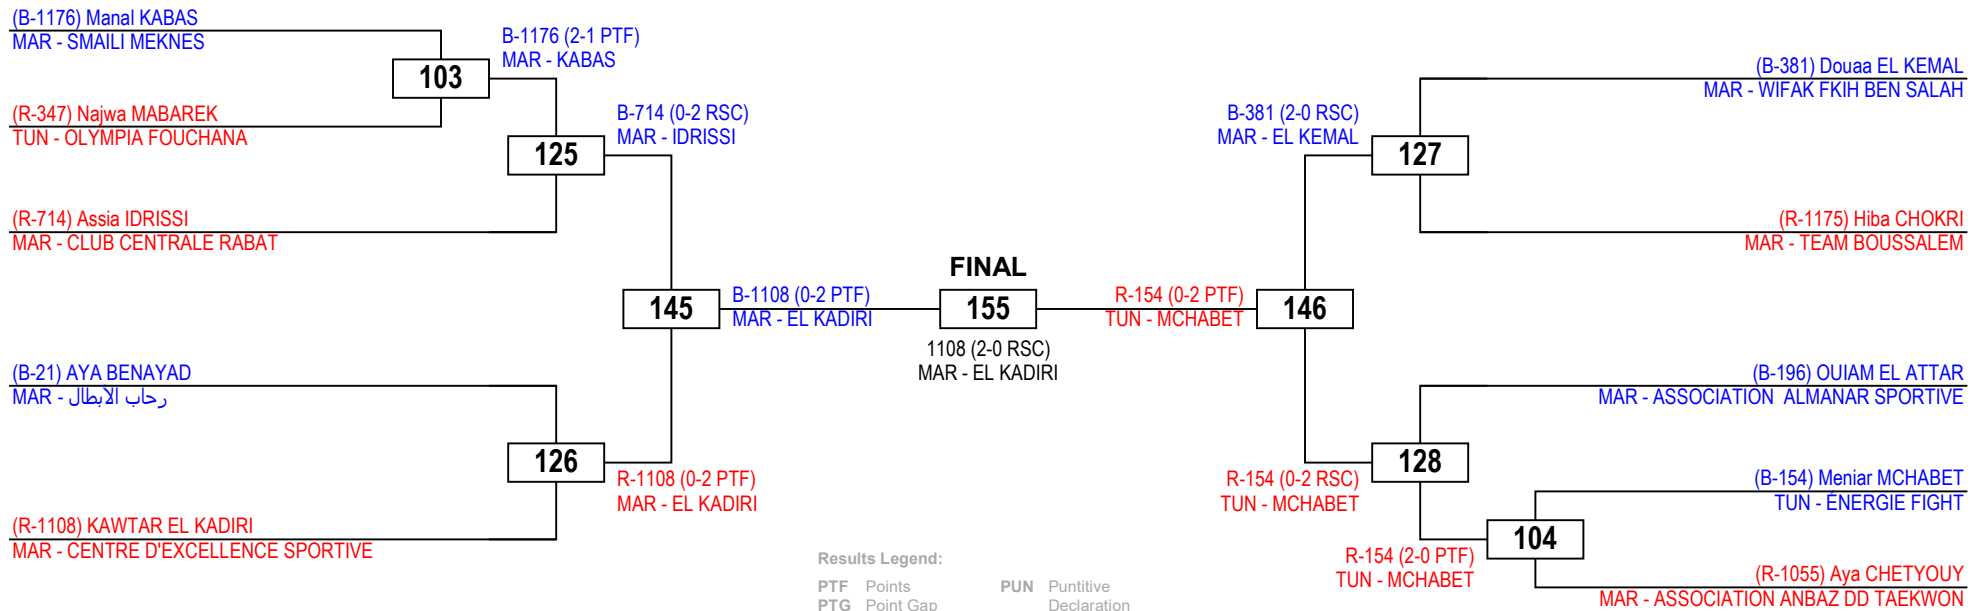 (B-1176) Manal KABAS
MAR - SMAILI MEKNES
103
B-1176 (2-1 PTF)
MAR - KABAS
(R-347) Najwa MABAREK
TUN - OLYMPIA FOUCHANA
125
B-714 (0-2 RSC)
MAR - IDRISSI
(R-714) Assia IDRISSI
MAR - CLUB CENTRALE RABAT
145
B-1108 (0-2 PTF)
MAR - EL KADIRI
(B-21) AYA BENAYAD
MAR - رحاب الأبطال
126
R-1108 (0-2 PTF)
MAR - EL KADIRI
(R-1108) KAWTAR EL KADIRI
MAR - CENTRE D'EXCELLENCE SPORTIVE
FINAL
155
1108 (2-0 RSC)
MAR - EL KADIRI
(B-381) Douaa EL KEMAL
MAR - WIFAK FKIH BEN SALAH
B-381 (2-0 RSC)
MAR - EL KEMAL
127
(R-1175) Hiba CHOKRI
MAR - TEAM BOUSSALEM
R-154 (0-2 PTF)
TUN - MCHABET
146
(B-196) OUIAM EL ATTAR
MAR - ASSOCIATION  ALMANAR SPORTIVE
R-154 (0-2 RSC)
TUN - MCHABET
128
(B-154) Meniar MCHABET
TUN - ÉNERGIE FIGHT
R-154 (2-0 PTF)
TUN - MCHABET
104
(R-1055) Aya CHETYOUY
MAR - ASSOCIATION ANBAZ DD TAEKWON
Results Legend:
PTF Points
PUN Puntitive
PTG Point Gap
Declaration